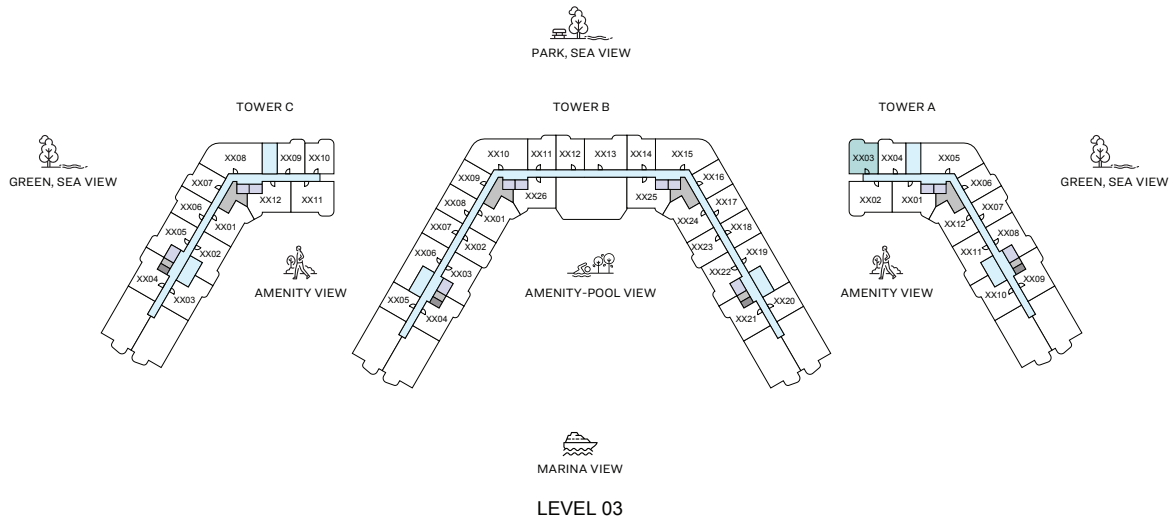 PARK, SEA VIEW
TOWER C
TOWER B
TOWER A
GREEN, SEA VIEW
GREEN, SEA VIEW
XX08
XX09
XX10
XX07
XX12
XX11
XX06
XX01
XX05
XX02
XX04
XX03
XX10
XX11
XX12
XX13
XX14
XX15
XX09
XX26
XX25
XX16
XX08
XX01
XX24
XX17
XX07
XX02
XX23
XX18
XX06
XX03
XX22
XX19
XX05
XX04
XX21
XX20
XX03
XX04
XX05
XX02
XX01
XX06
XX12
XX07
XX11
XX08
XX10
XX09
AMENITY VIEW
AMENITY-POOL VIEW
AMENITY VIEW
MARINA VIEW
LEVEL 03